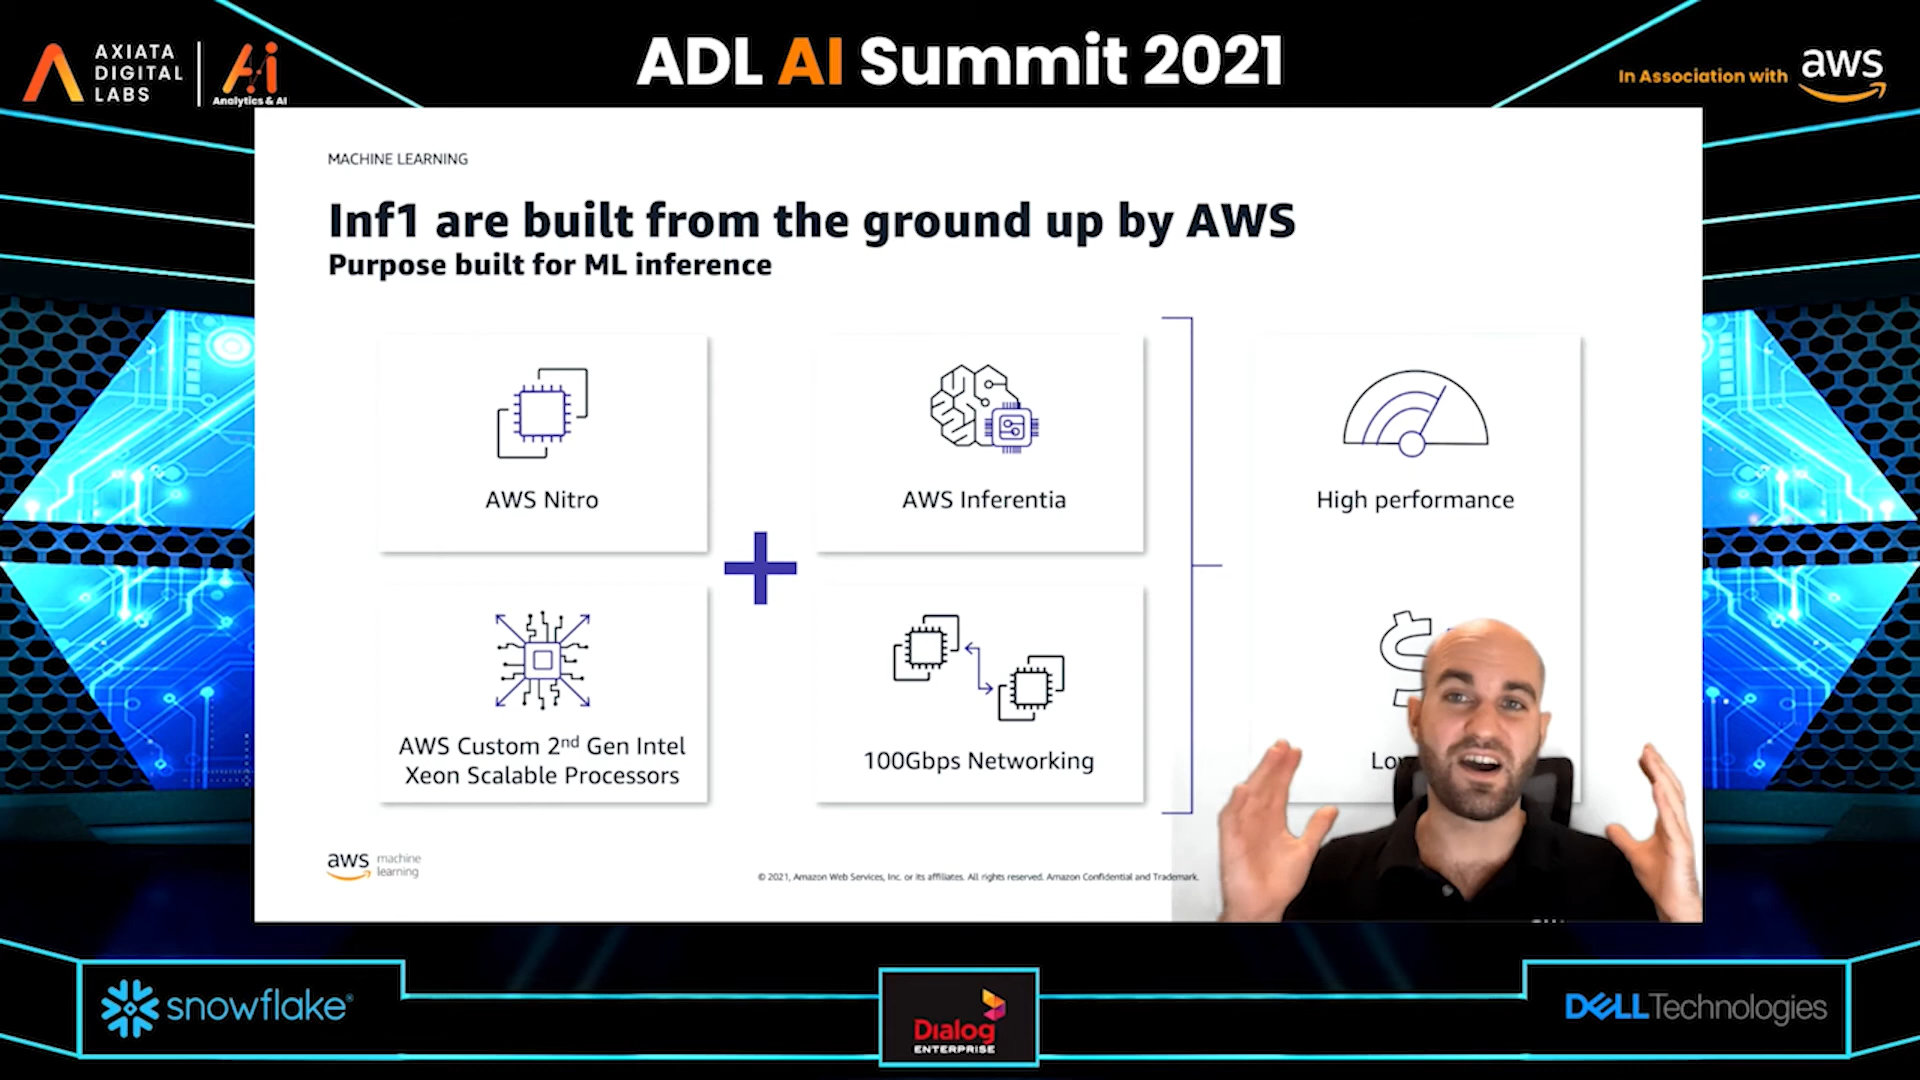 AXIATA
DIGITAL
LABS
Analytics & AI
ADL AI Summit 2021
In Association with aws
MACHINE LEARNING
Inf1 are built from the ground up by AWS
Purpose built for ML inference
AWS Nitro
AWS Inferentia
High performance
AWS Custom 2nd Gen Intel
Xeon Scalable Processors
100Gbps Networking
aws machine
learning
© 2021, Amazon Web Services, Inc. or its affiliates. All rights reserved. Amazon Confidential and Trademark.
snowflake®
Dialog
ENTERPRISE
DELL Technologies